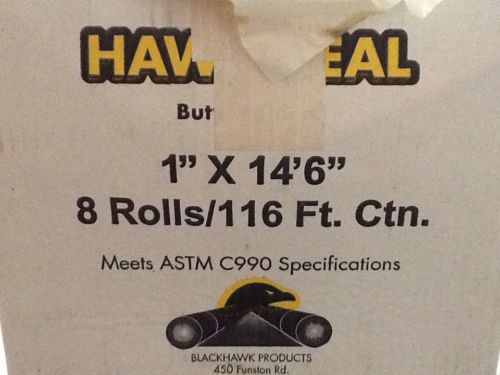 HAW EAL
But
1” X 14’6”
8 Rolls/116 Ft. Ctn.
Meets ASTM C990 Specifications
BLACKHAWK PRODUCTS
450 Funston Rd.